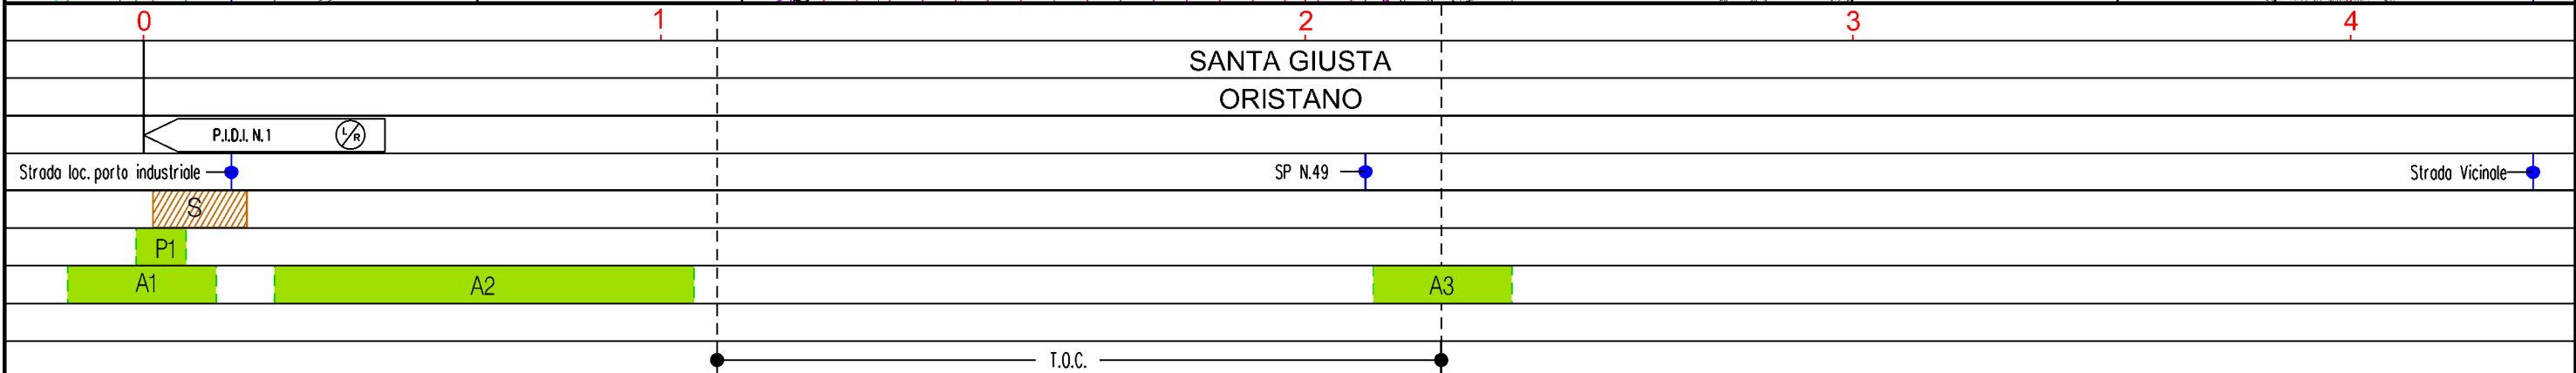 0 1 2 3 4
SANTA GIUSTA
ORISTANO
P.I.D.I. N.1 L/R
Strada loc. porto industriale SP N.49 Strada Vicinale
S
P1
A1 A2 A3
T.O.C.